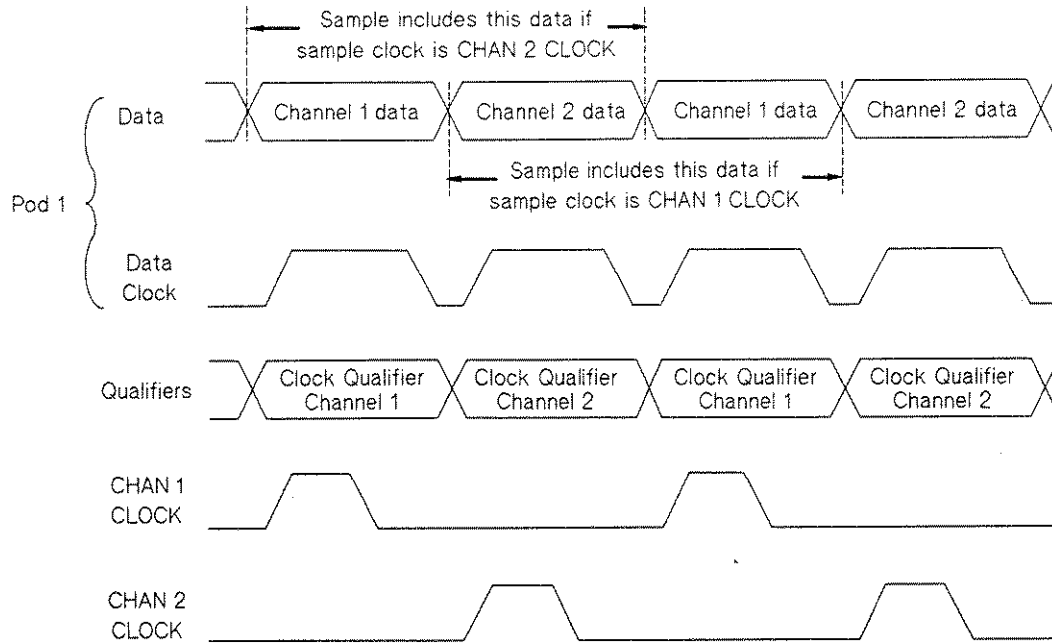 Sample includes this data if
sample clock is CHAN 2 CLOCK
Data
Channel 1 data
Channel 2 data
Channel 1 data
Channel 2 data
Sample includes this data if
sample clock is CHAN 1 CLOCK
Pod 1
Data
Clock
Qualifiers
Clock Qualifier
Channel 1
Clock Qualifier
Channel 2
Clock Qualifier
Channel 1
Clock Qualifier
Channel 2
CHAN 1
CLOCK
CHAN 2
CLOCK